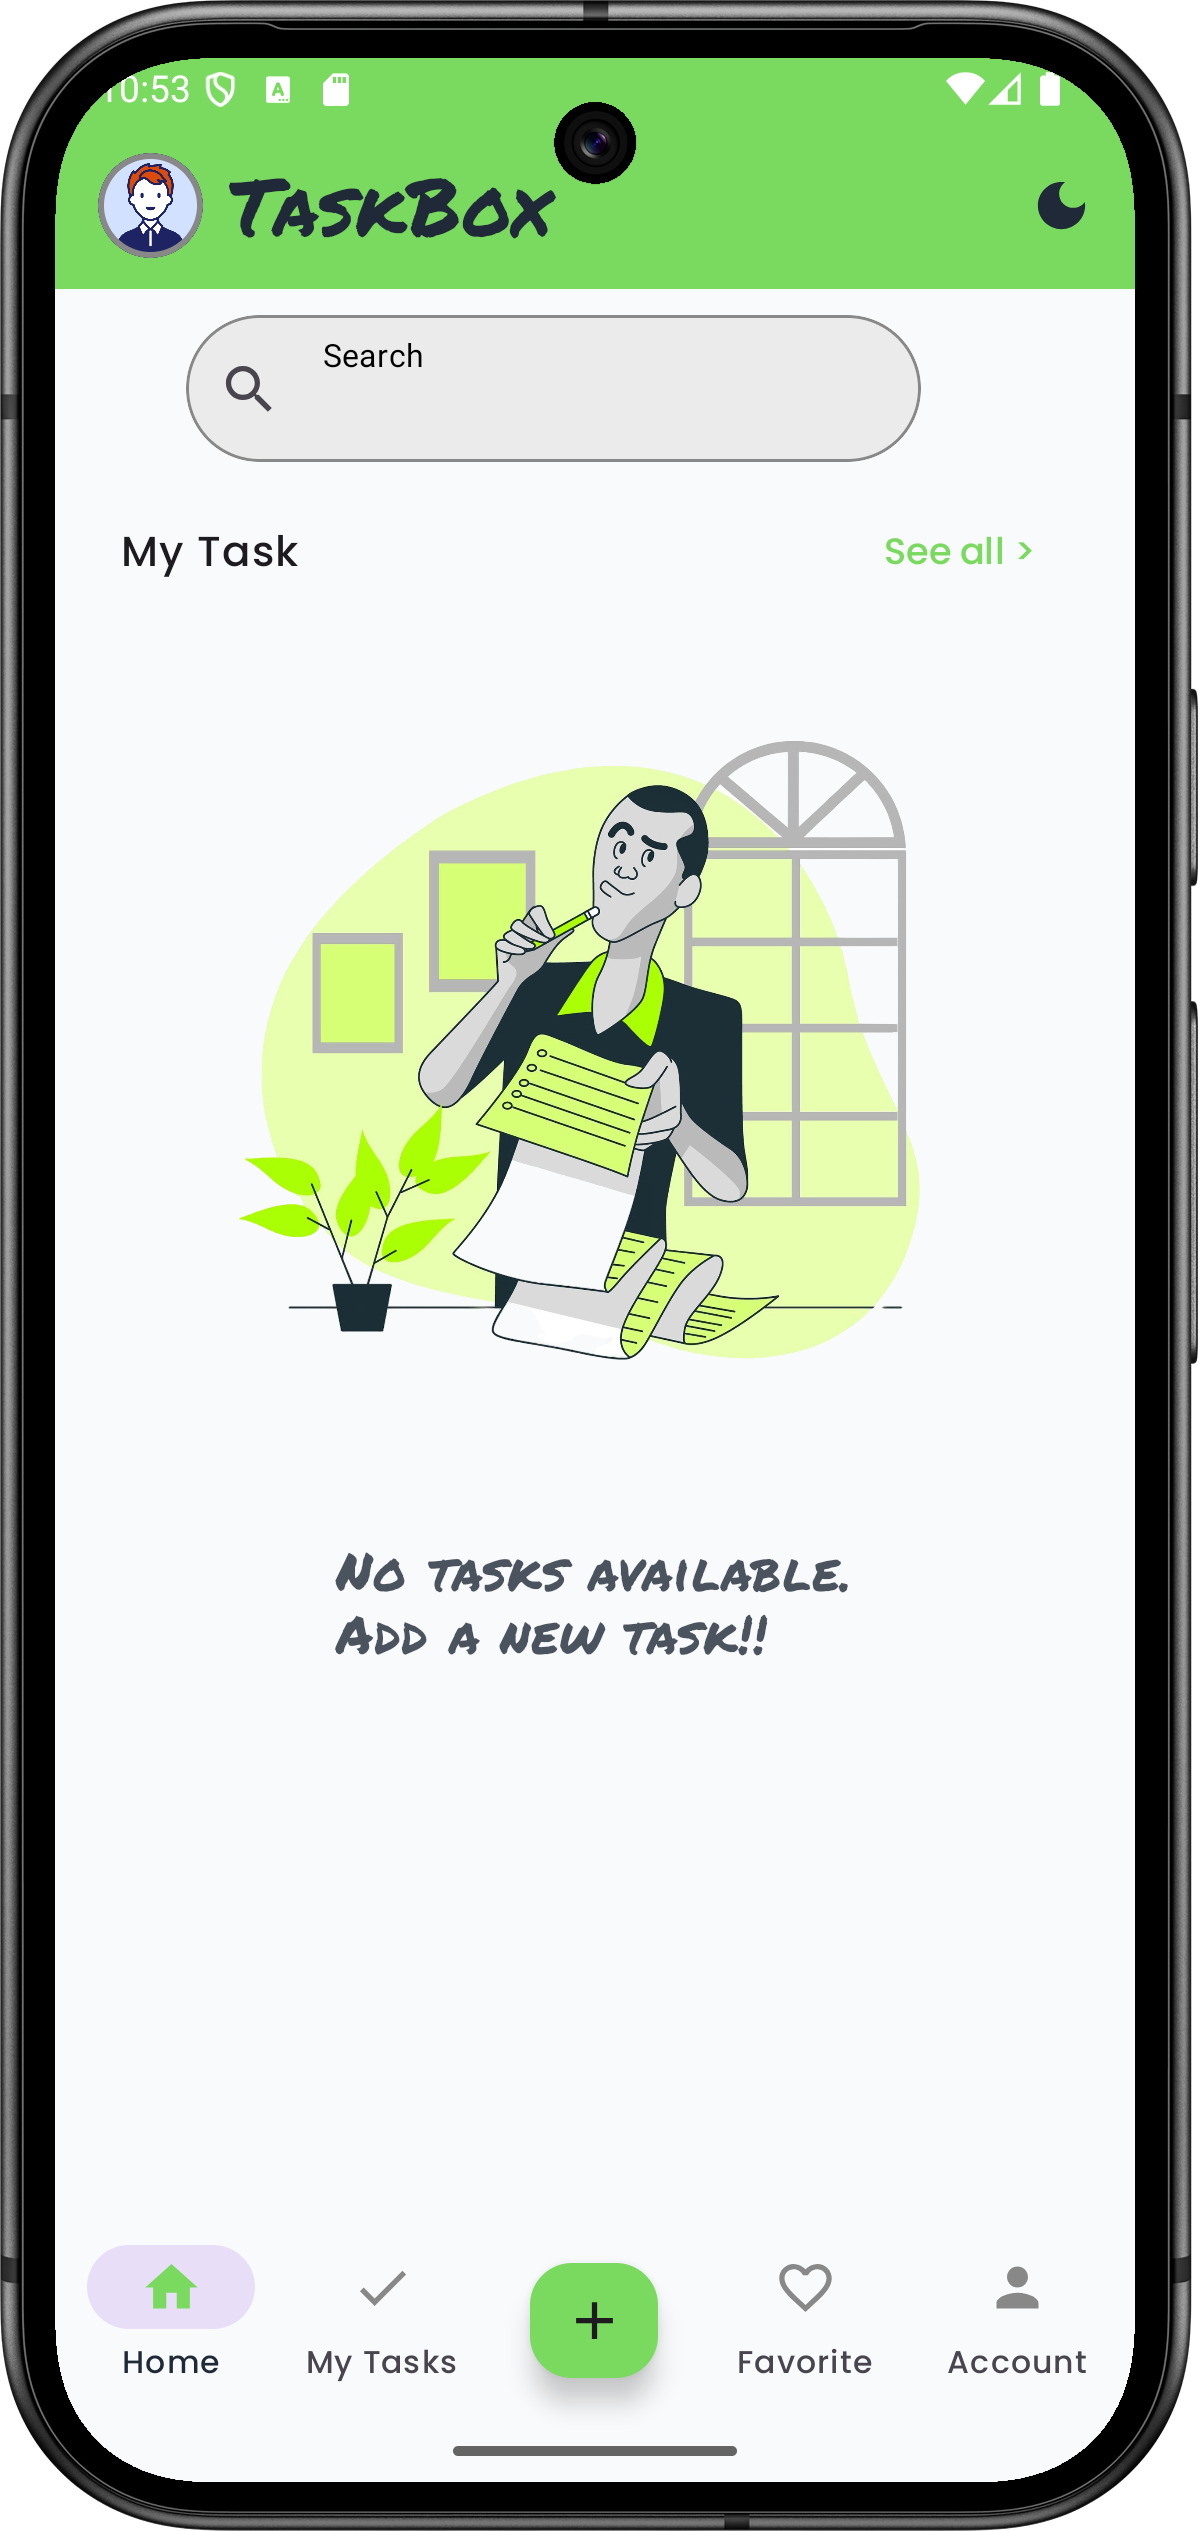 10:53
TaskBox
Search
My Task
See all >
No tasks available.
Add a new task!!
Home
My Tasks
+
Favorite
Account